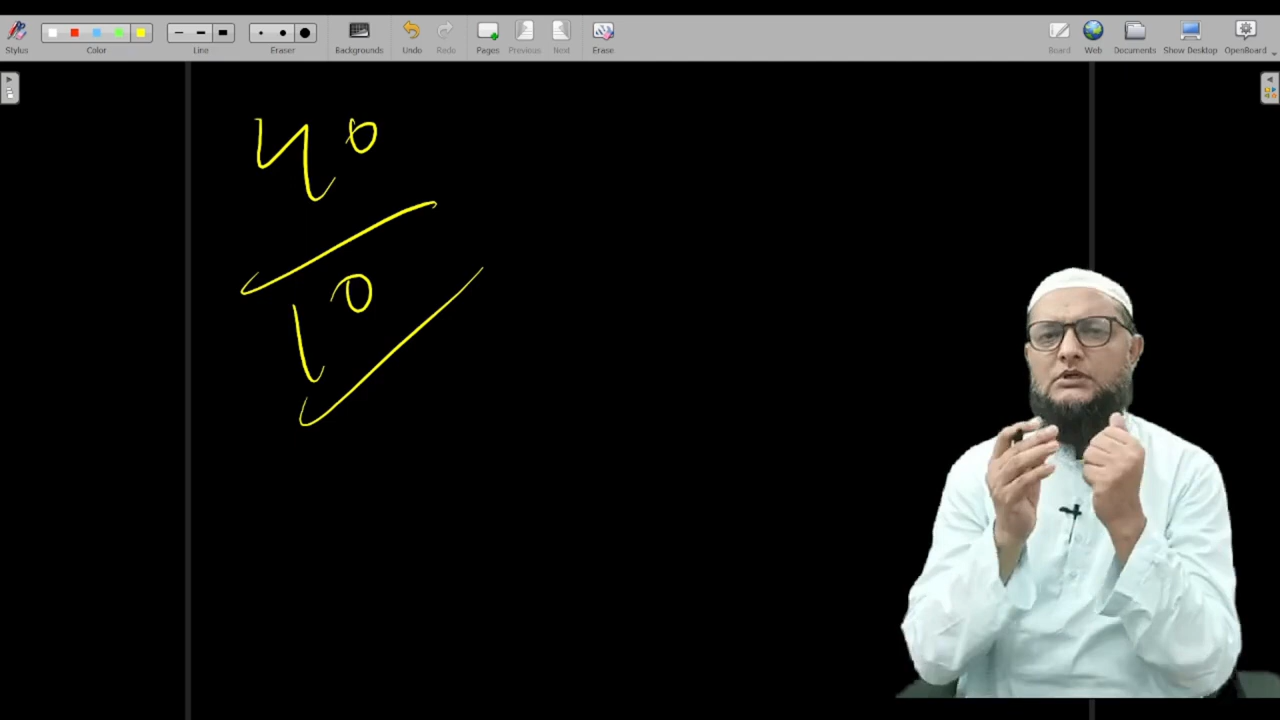 Stylus Color Line Eraser Backgrounds Undo Redo Pages Previous Next Erase Board Web Documents Show Desktop OpenBoard
40
10